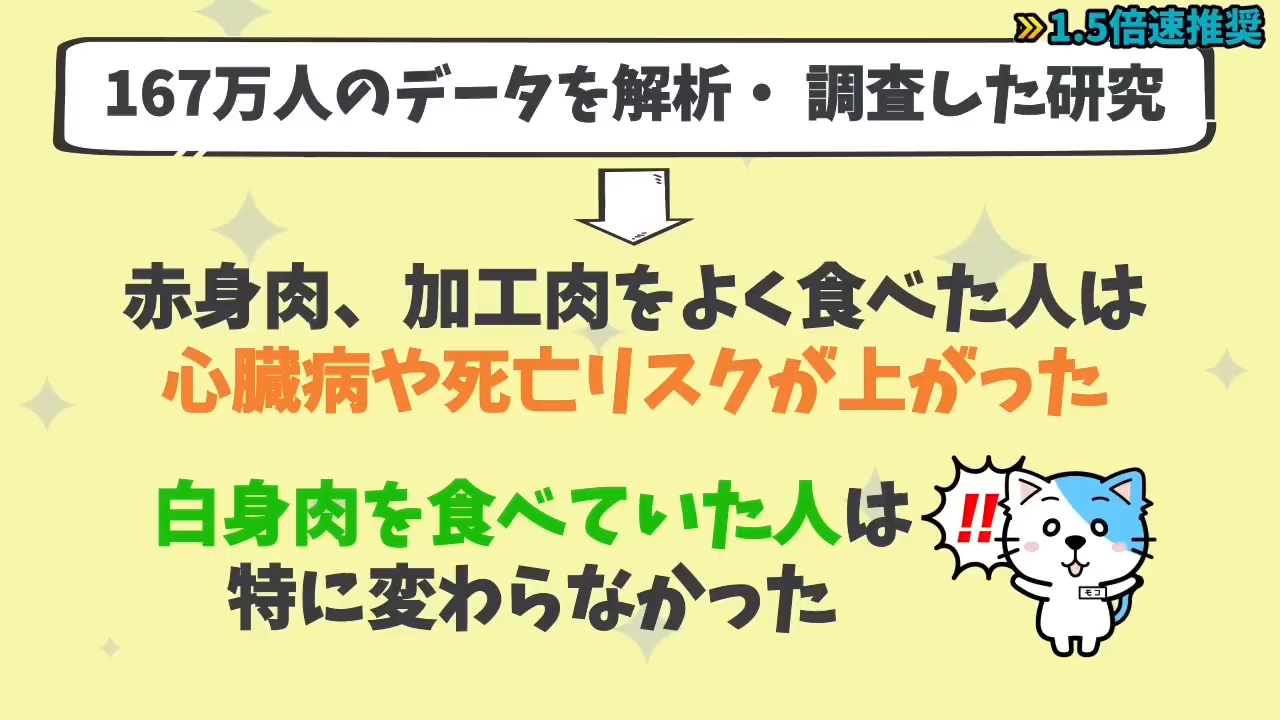 1.5倍速推奨
167万人のデータを解析・ 調査した研究
赤身肉、加工肉をよく食べた人は
心臓病や死亡リスクが上がった
白身肉を食べていた人は
特に変わらなかった
!!
モコ